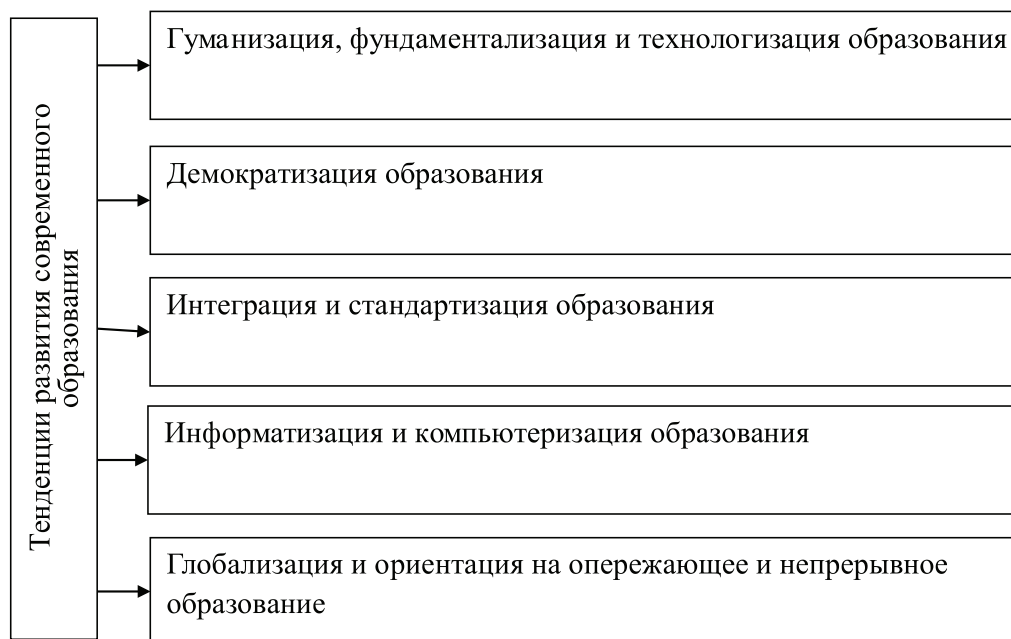 Тенденции развития современного
образования
Гуманизация, фундаментализация и технологизация образования
Демократизация образования
Интеграция и стандартизация образования
Информатизация и компьютеризация образования
Глобализация и ориентация на опережающее и непрерывное
образование